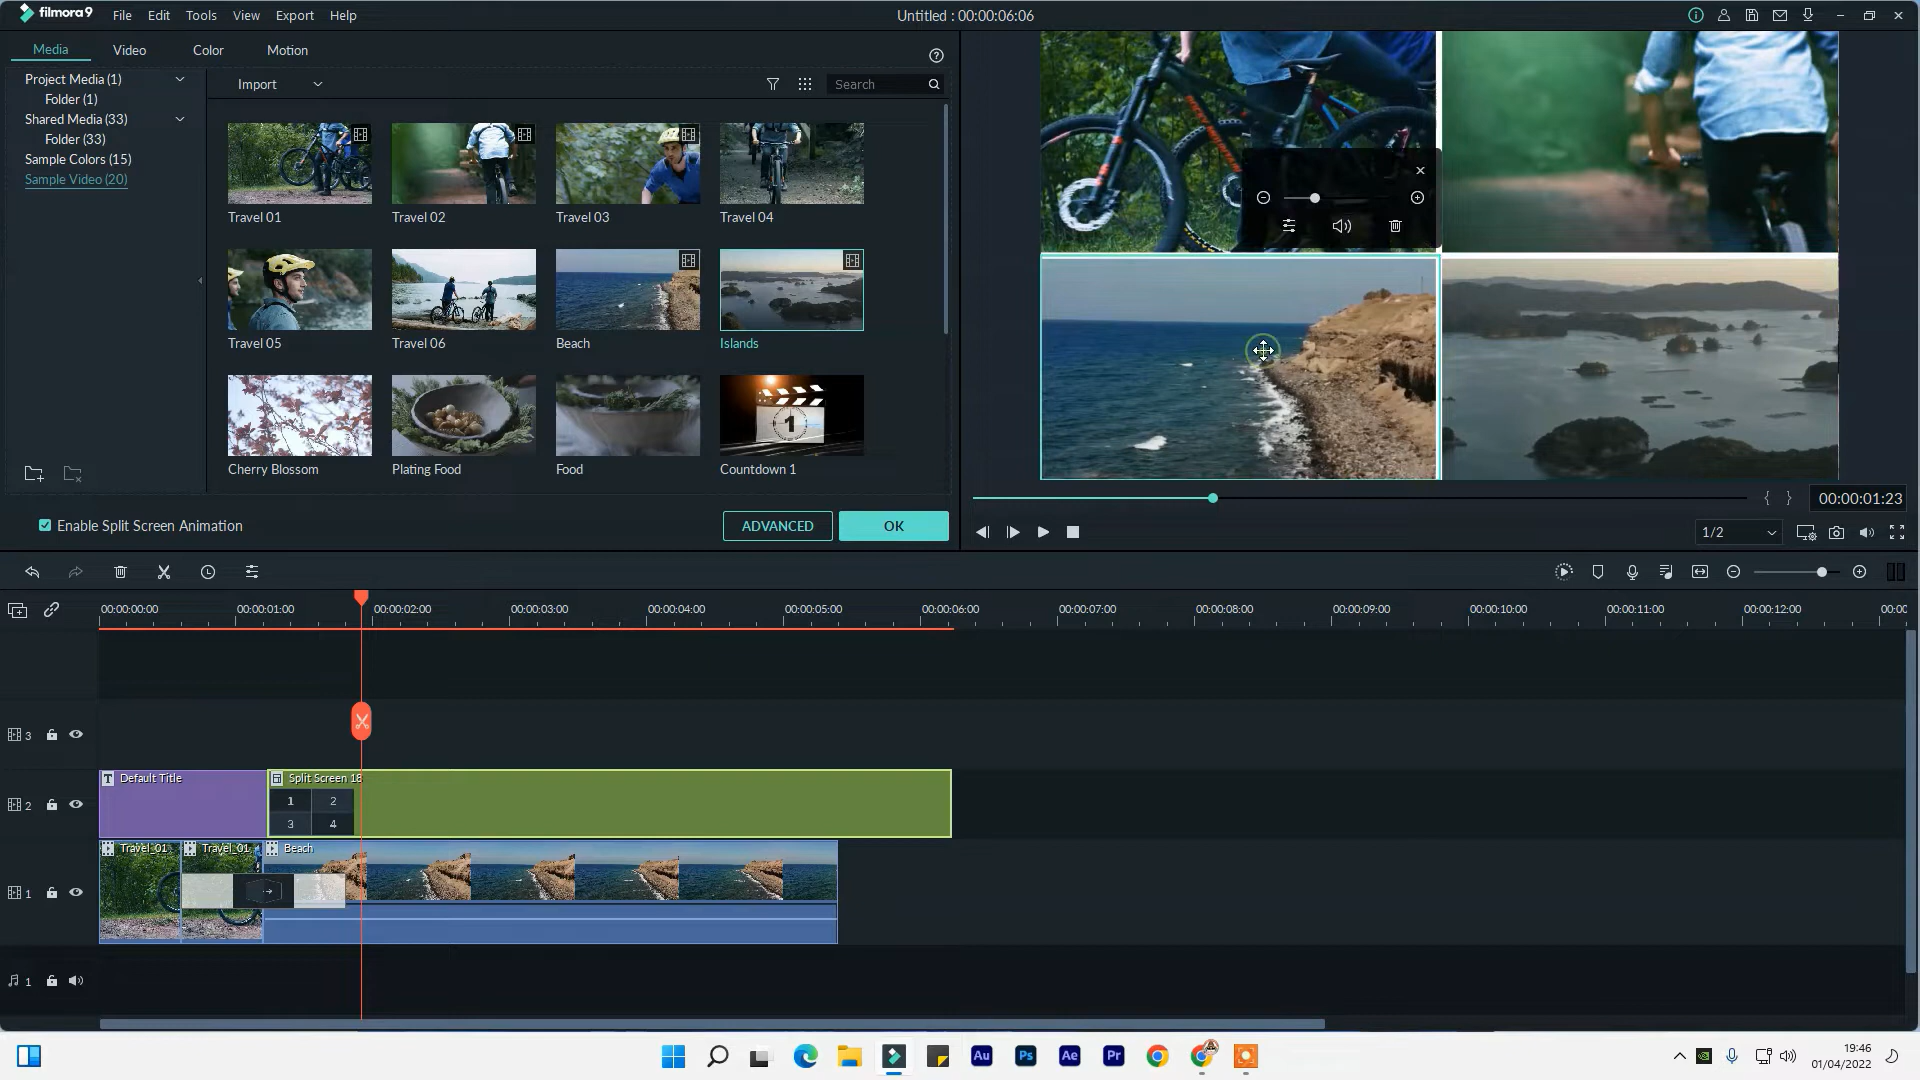 filmora9 File Edit Tools View Export Help Untitled : 00:00:06:06
Media Video Color Motion
Project Media (1)
Folder (1)
Shared Media (33)
Folder (33)
Sample Colors (15)
Sample Video (20)
Import Search
Travel 01 Travel 02 Travel 03 Travel 04
Travel 05 Travel 06 Beach Islands
1
Cherry Blossom Plating Food Food Countdown 1
Enable Split Screen Animation ADVANCED OK
{ } 00:00:01:23
1/2
00:00:00:00 00:00:01:00 00:00:02:00 00:00:03:00 00:00:04:00 00:00:05:00 00:00:06:00 00:00:07:00 00:00:08:00 00:00:09:00 00:00:10:00 00:00:11:00 00:00:12:00 00:00
3
T Default Title Split Screen 18
2 1 2
3 4
Travel_01 Travel_01 Beach
1
1
Au Ps Ae Pr
19:46
01/04/2022